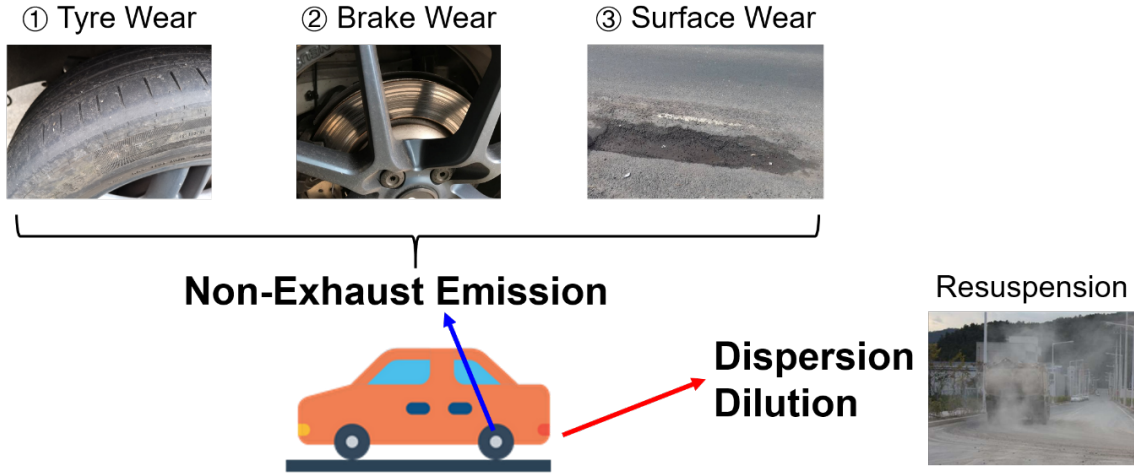 ① Tyre Wear
② Brake Wear
③ Surface Wear
Non-Exhaust Emission
Resuspension
Dispersion
Dilution